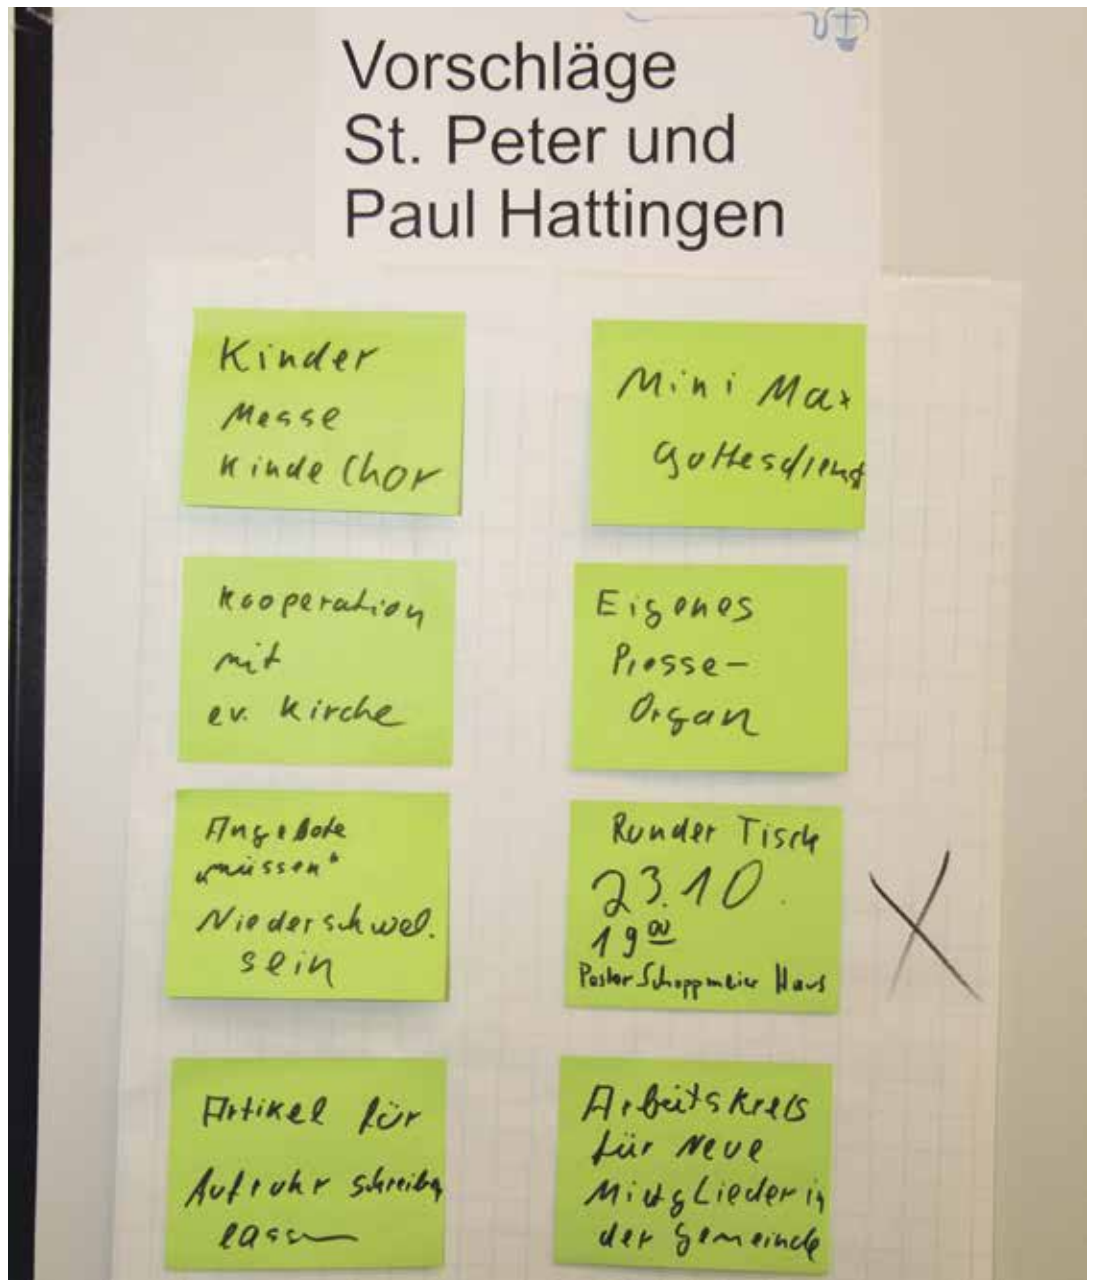 Vorschläge
St. Peter und
Paul Hattingen
Kinder
Messe
Kinde Chor
Mini Max
Gottesdienst
Kooperation
mit
ev. Kirche
Eigenes
Presse-
Organ
Angebote
„müssen“
Niederschwel.
sein
Runder Tisch
23.10.
19 00
Pastor Schoppmeier Haus
X
Artikel für
Aufruhr schreiben
lassen
Arbeitskreis
für Neue
Mitglieder in
der Gemeinde